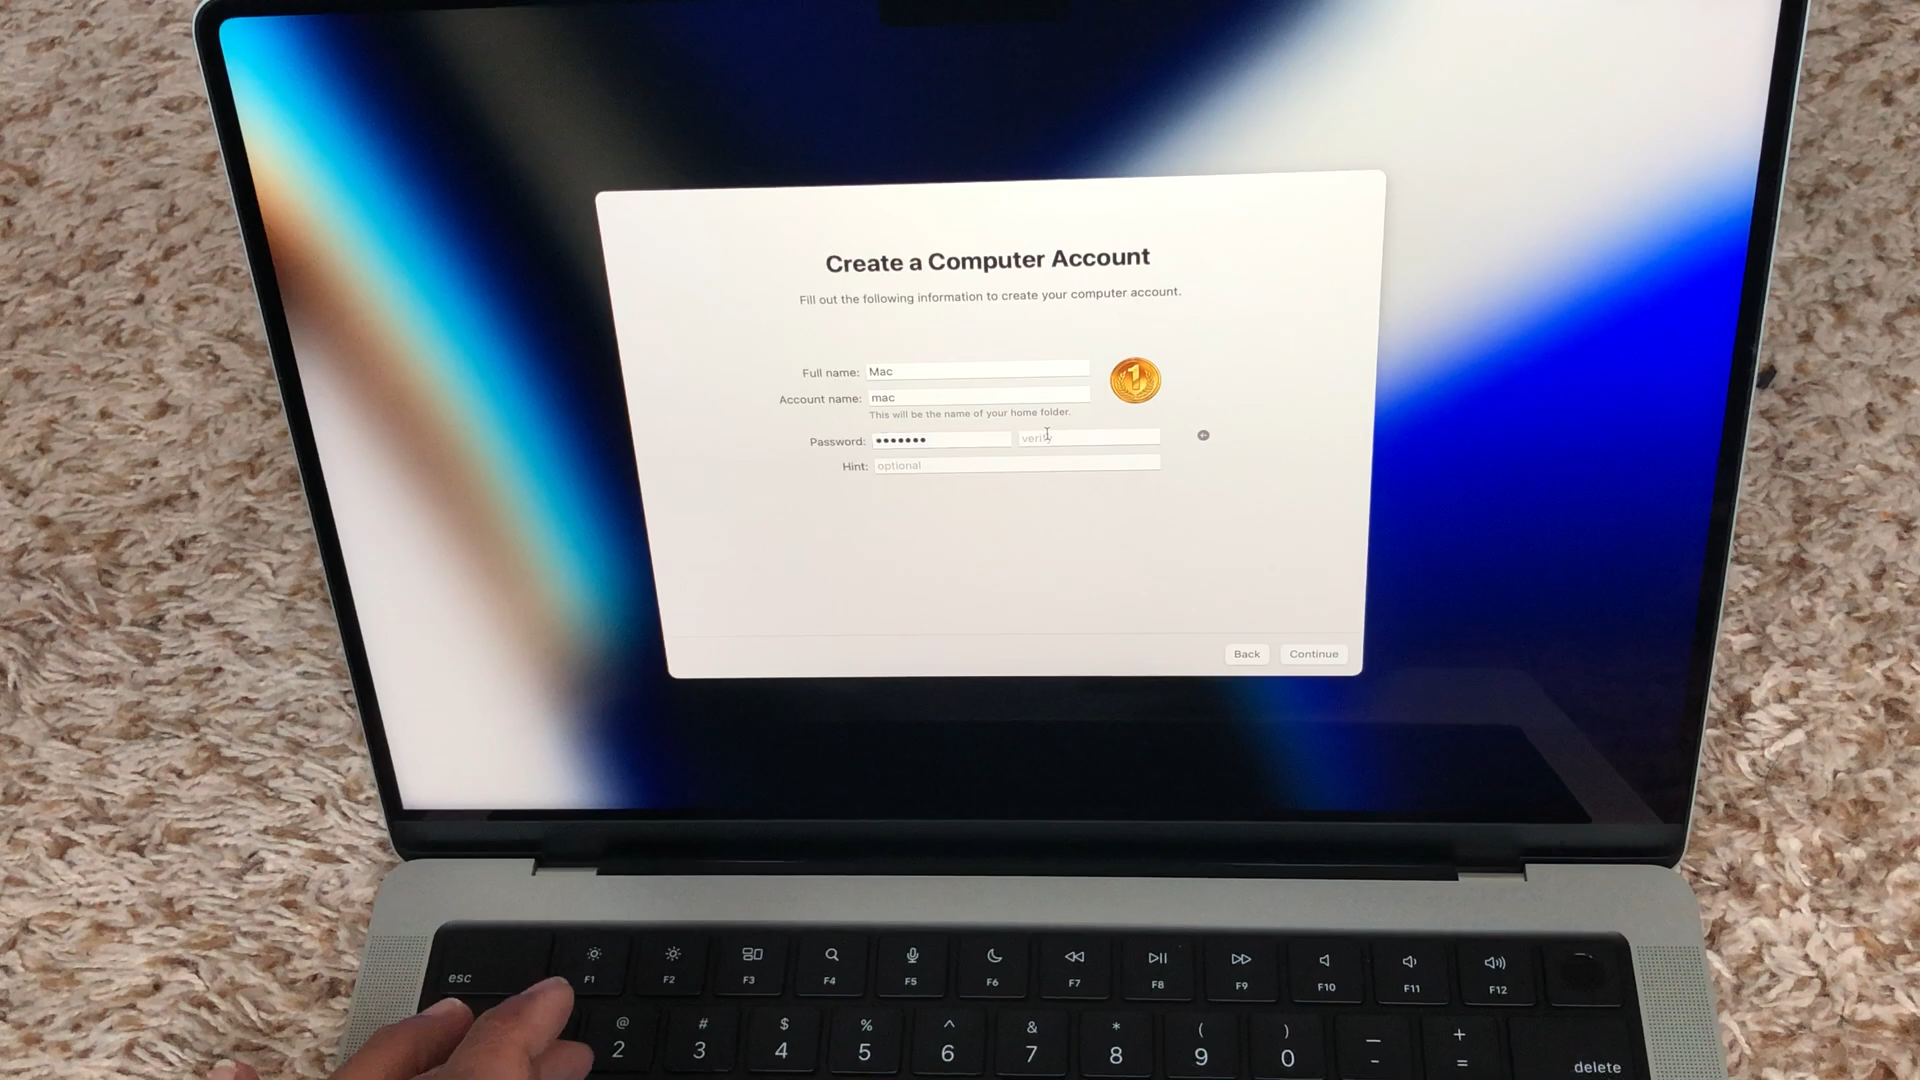 Create a Computer Account
Fill out the following information to create your computer account.
Full name: Mac
1
Account name: mac
This will be the name of your home folder.
Password: ••••••• verify
Hint: optional
Back Continue
esc F1 F2 F3 F4 F5 F6 F7 F8 F9 F10 F11 F12
@ # $ % ^ & * ( ) — +
2 3 4 5 6 7 8 9 0 - = delete